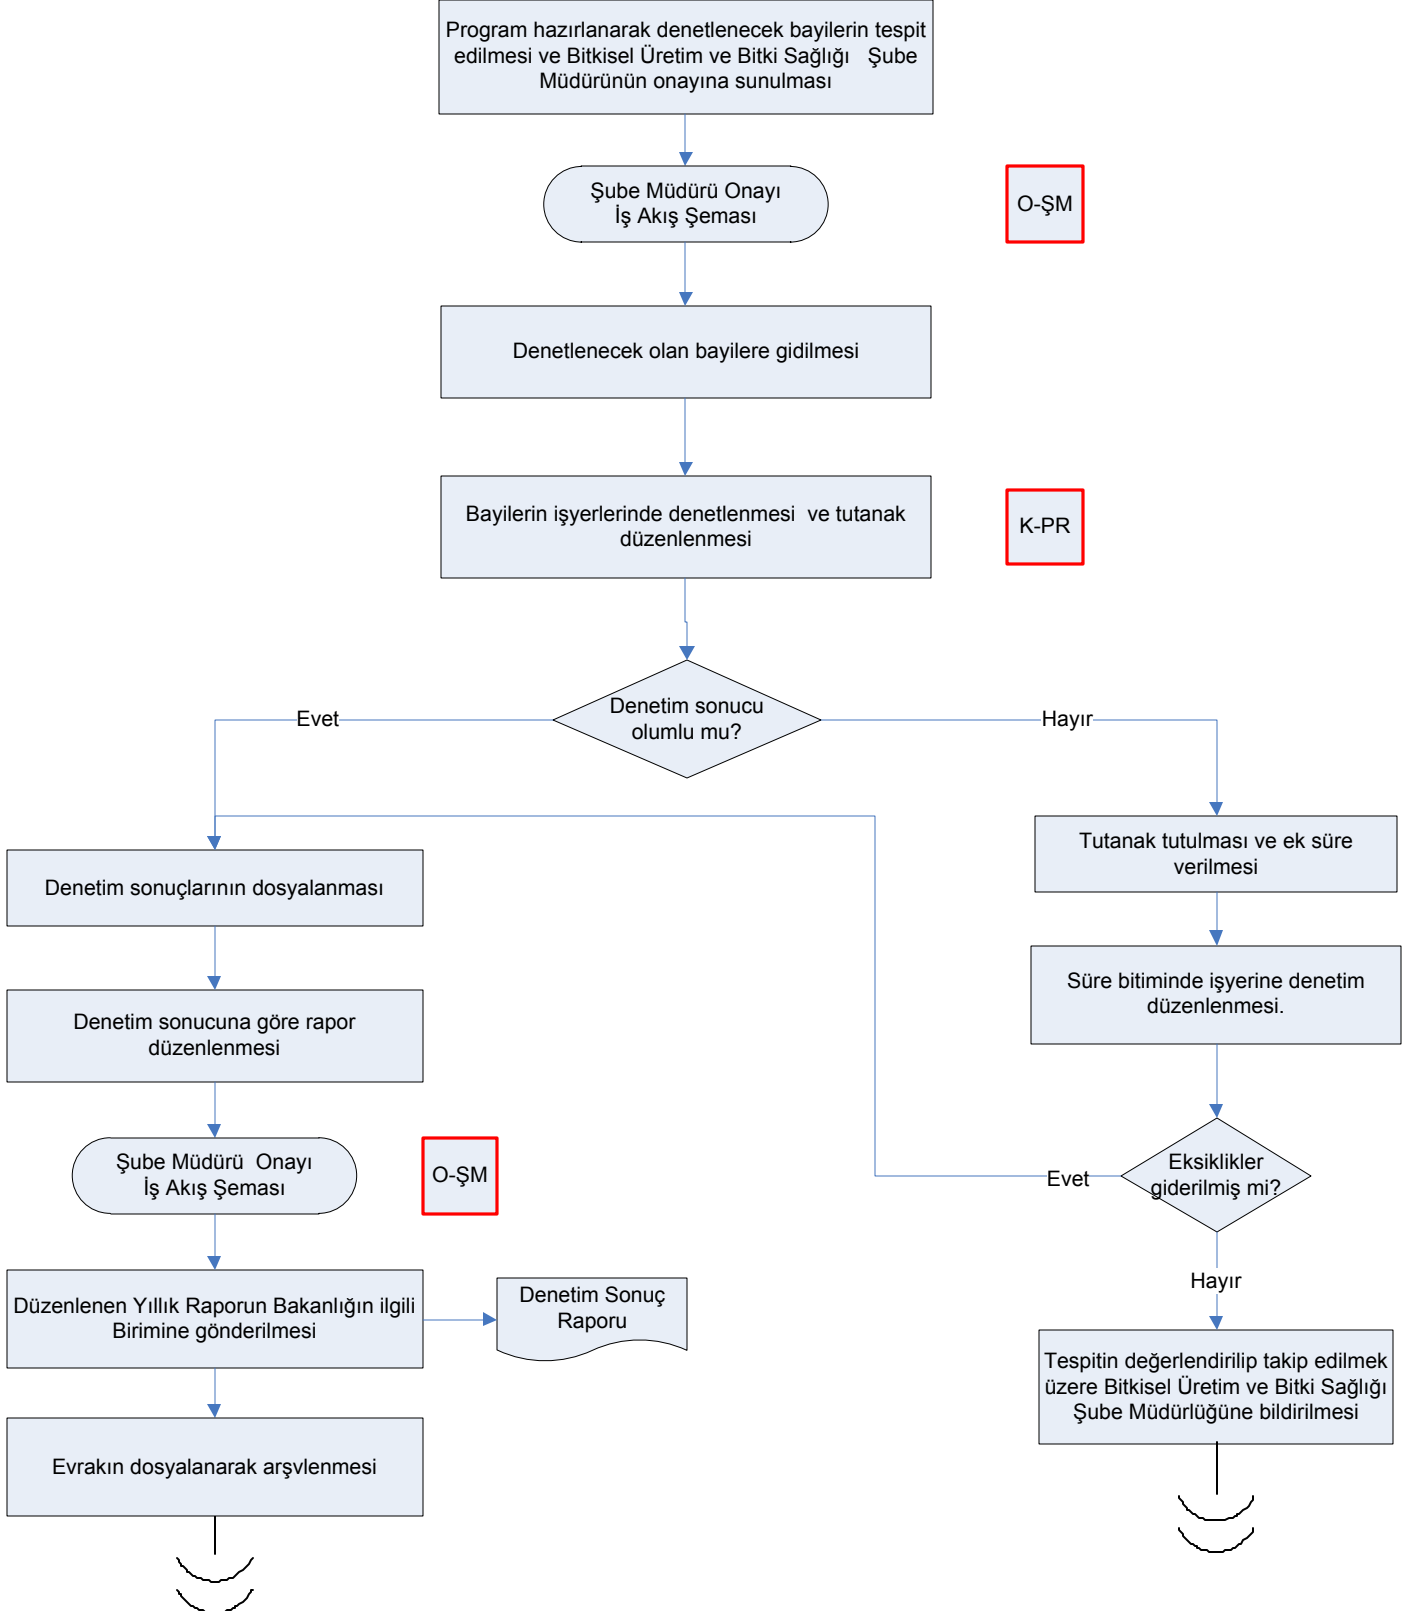 Program hazırlanarak denetlenecek bayilerin tespit
edilmesi ve Bitkisel Üretim ve Bitki Sağlığı Şube
Müdürünün onayına sunulması
Şube Müdürü Onayı
İş Akış Şeması
O-ŞM
Denetlenecek olan bayilere gidilmesi
Bayilerin işyerlerinde denetlenmesi ve tutanak
düzenlenmesi
K-PR
Denetim sonucu
olumlu mu?
Evet
Hayır
Tutanak tutulması ve ek süre
verilmesi
Denetim sonuçlarının dosyalanması
Süre bitiminde işyerine denetim
düzenlenmesi.
Denetim sonucuna göre rapor
düzenlenmesi
Şube Müdürü Onayı
İş Akış Şeması
O-ŞM
Evet
Eksiklikler
giderilmiş mi?
Hayır
Düzenlenen Yıllık Raporun Bakanlığın ilgili
Birimine gönderilmesi
Denetim Sonuç
Raporu
Tespitin değerlendirilip takip edilmek
üzere Bitkisel Üretim ve Bitki Sağlığı
Şube Müdürlüğüne bildirilmesi
Evrakın dosyalanarak arşvlenmesi